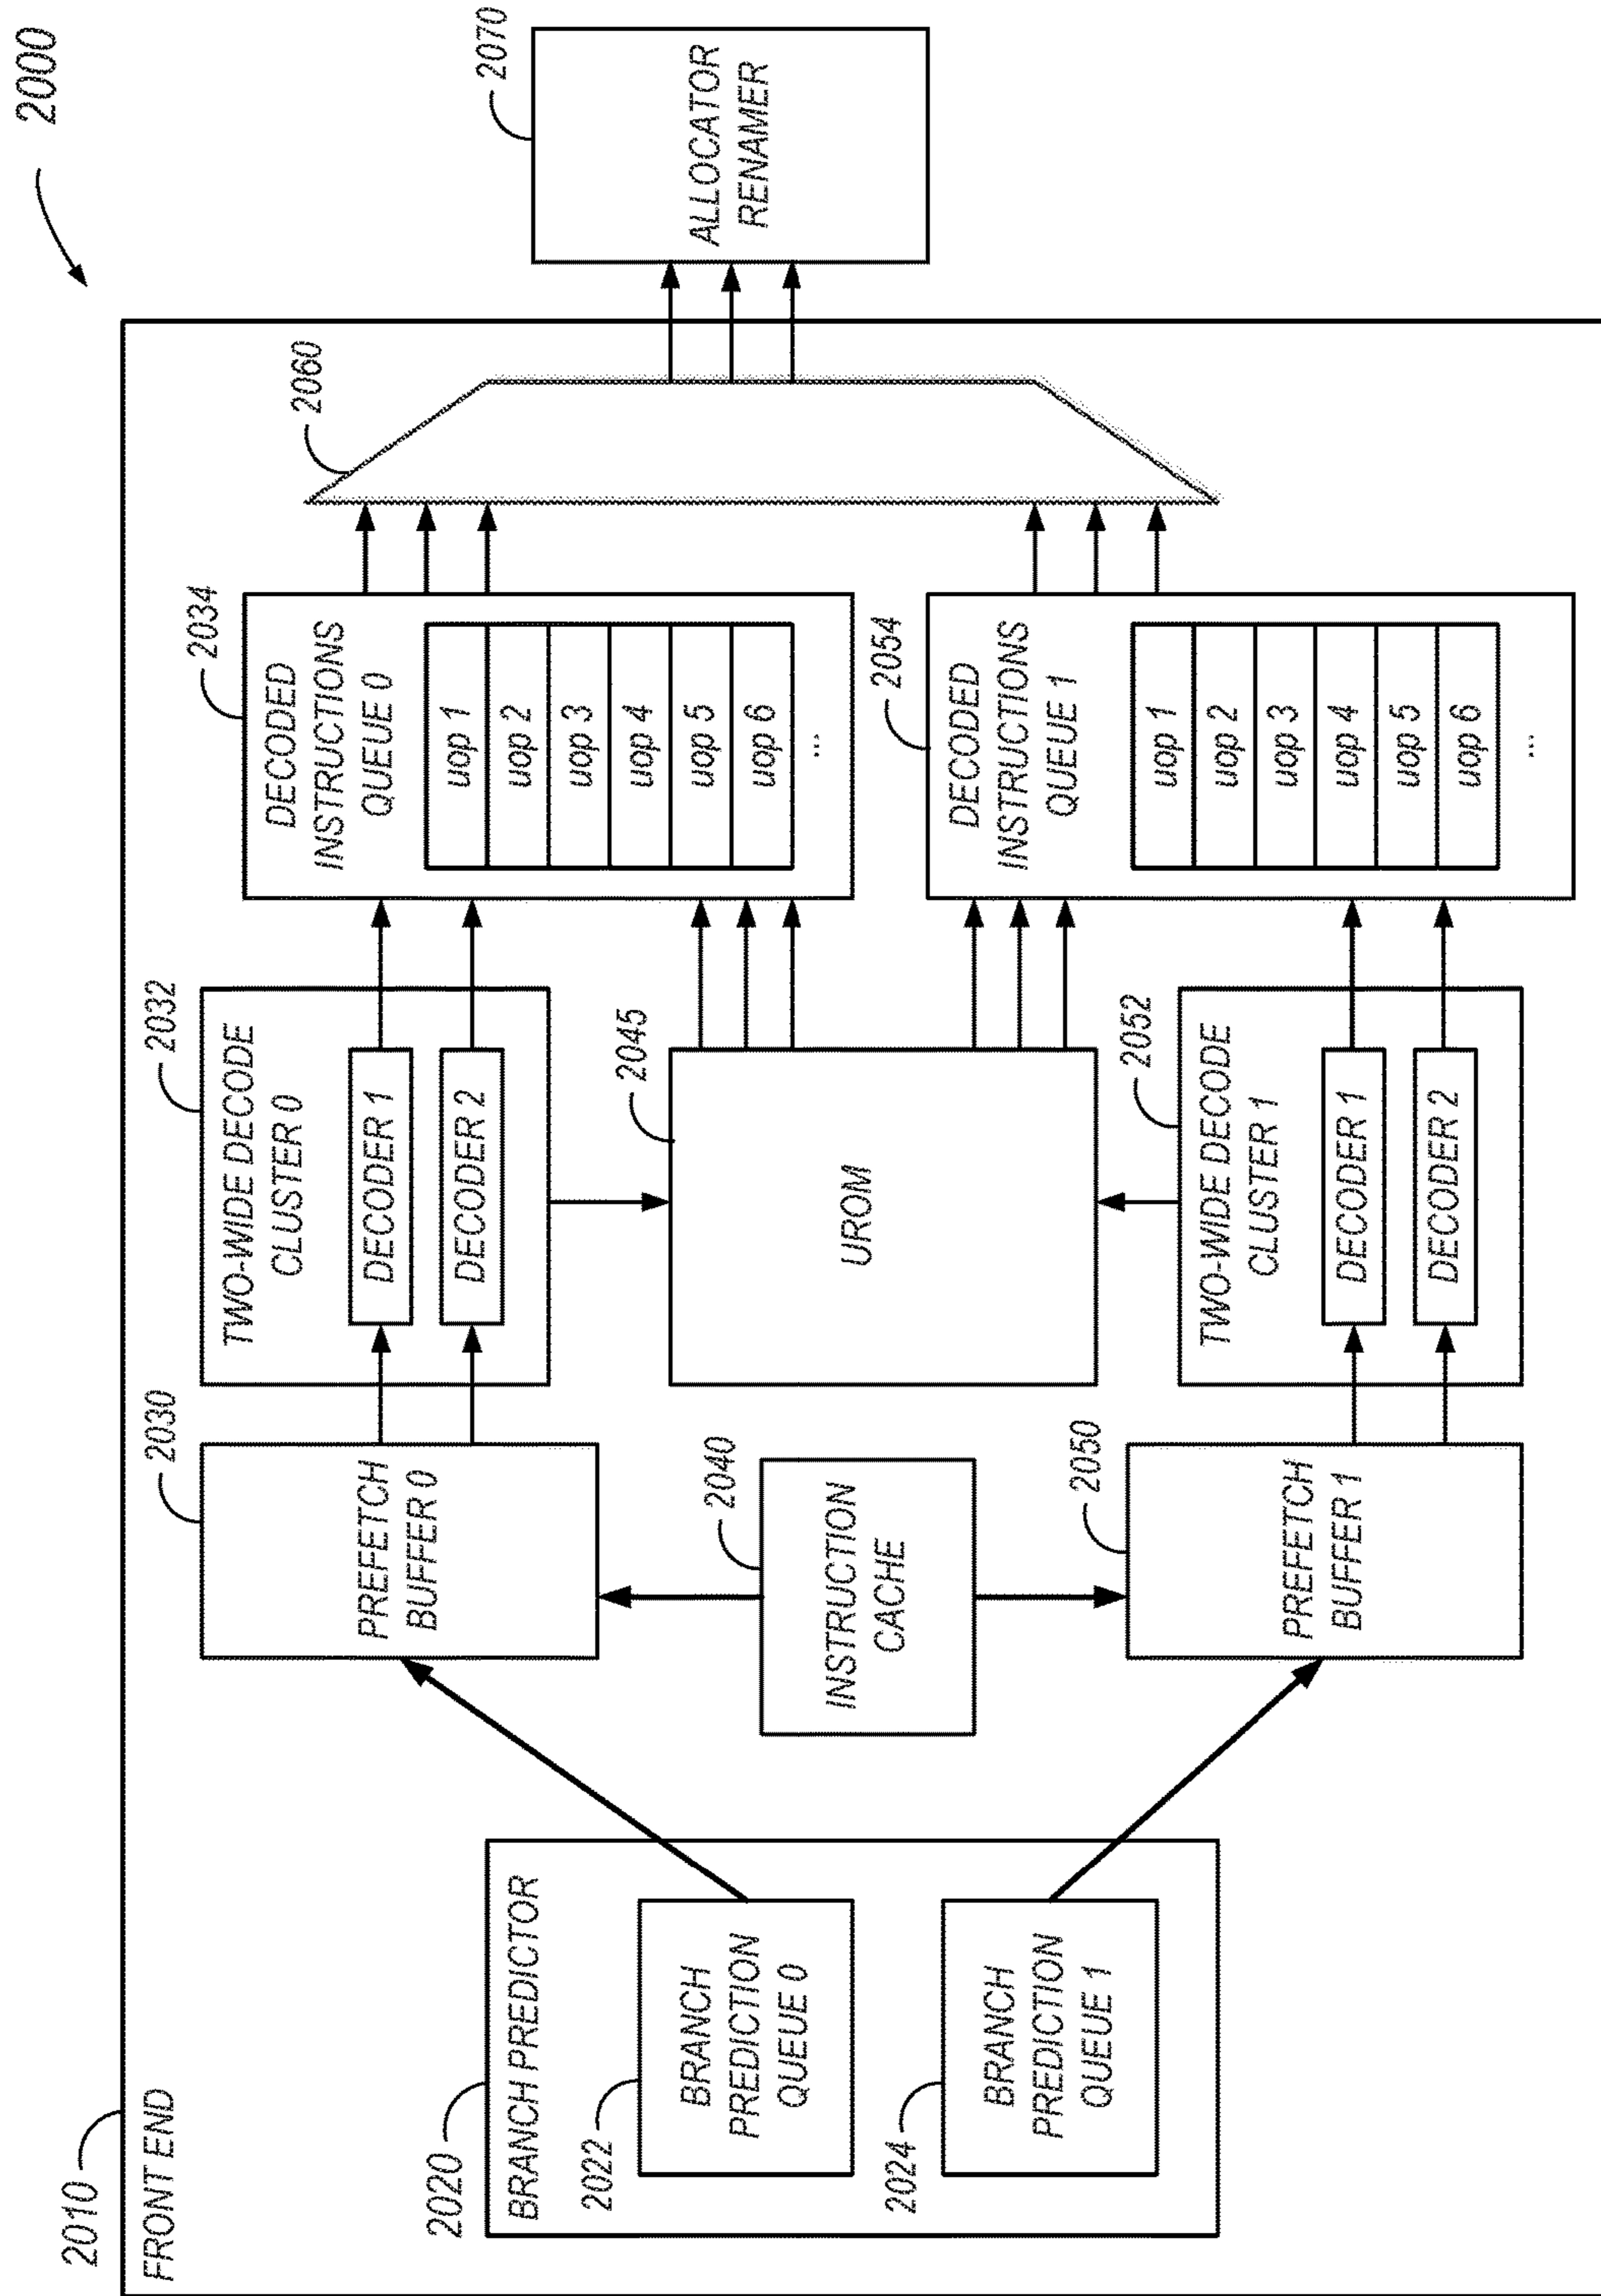 2000
2010
FRONT END
2020
BRANCH PREDICTOR
2022
BRANCH
PREDICTION
QUEUE 0
2024
BRANCH
PREDICTION
QUEUE 1
2030
PREFETCH
BUFFER 0
2040
INSTRUCTION
CACHE
2050
PREFETCH
BUFFER 1
2032
TWO-WIDE DECODE
CLUSTER 0
DECODER 1
DECODER 2
2045
UROM
2052
TWO-WIDE DECODE
CLUSTER 1
DECODER 1
DECODER 2
2034
DECODED
INSTRUCTIONS
QUEUE 0
uop 1
uop 2
uop 3
uop 4
uop 5
uop 6
...
2054
DECODED
INSTRUCTIONS
QUEUE 1
uop 1
uop 2
uop 3
uop 4
uop 5
uop 6
...
2060
2070
ALLOCATOR
RENAMER